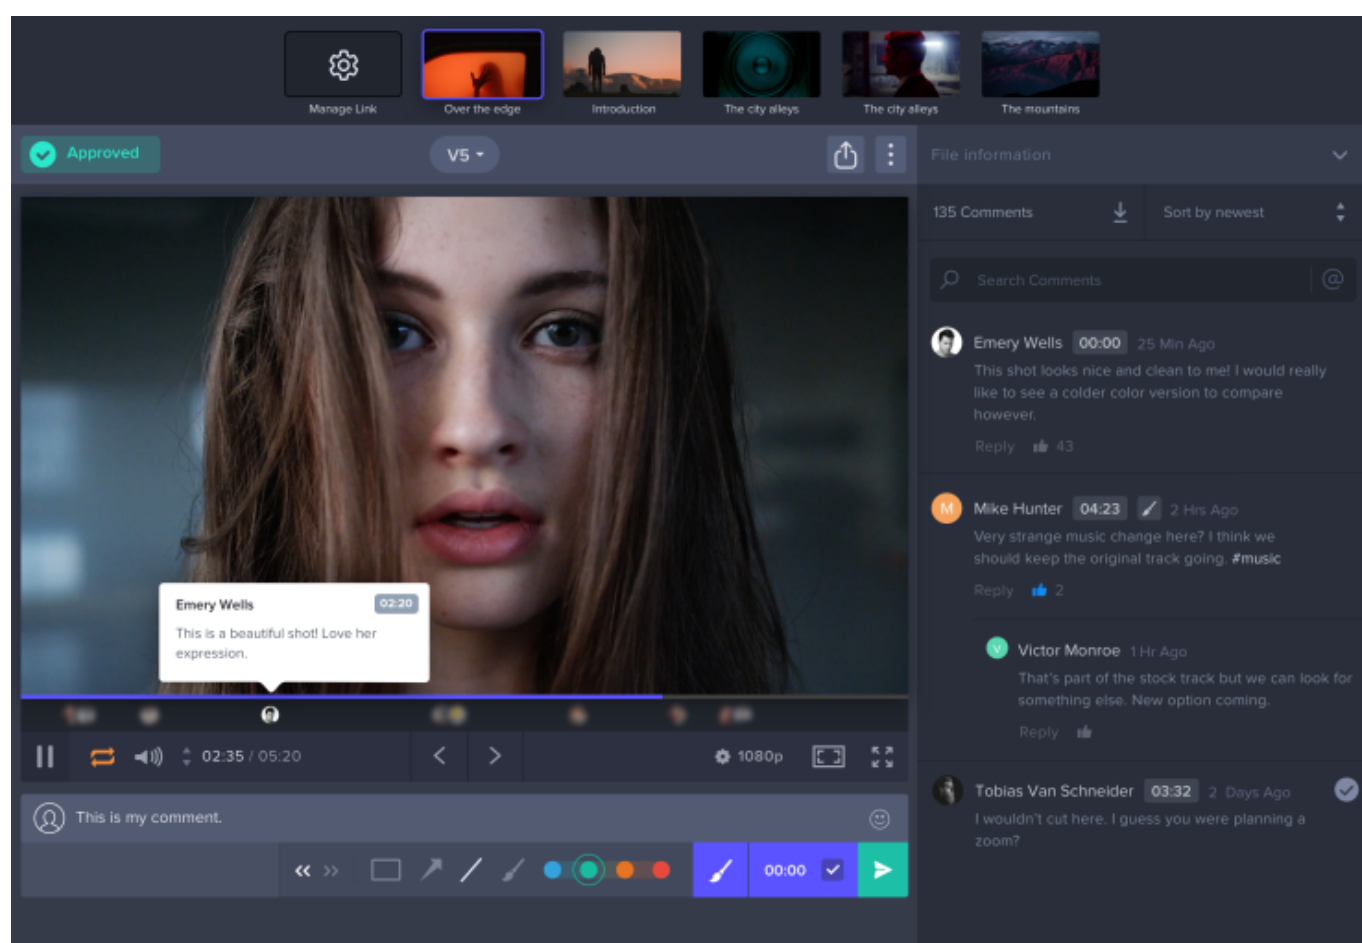 Manage Link
Over the edge
Introduction
The city alleys
The city alleys
The mountains
Approved
V5
File information
135 Comments
Sort by newest
Search Comments
@
Emery Wells 00:00 25 Min Ago
This shot looks nice and clean to me! I would really
like to see a colder color version to compare
however.
Reply 43
M Mike Hunter 04:23 2 Hrs Ago
Very strange music change here? I think we
should keep the original track going. #music
Reply 2
V Victor Monroe 1 Hr Ago
That's part of the stock track but we can look for
something else. New option coming.
Reply
Tobias Van Schneider 03:32 2 Days Ago
I wouldn't cut here. I guess you were planning a
zoom?
Emery Wells 02:20
This is a beautiful shot! Love her
expression.
02:35 / 05:20
1080p
This is my comment.
00:00